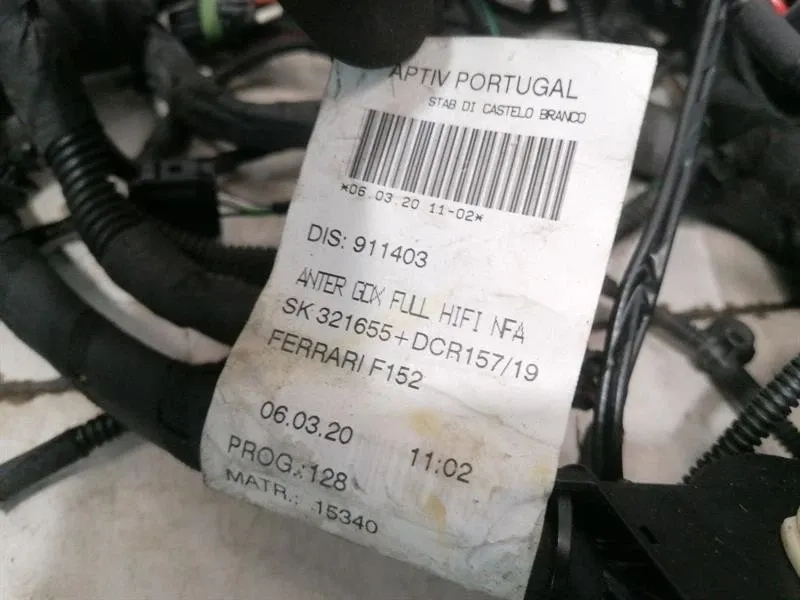 APTIV PORTUGAL
STAB DI CASTELO BRANCO
*06.03.20 11-02*
DIS: 911403
ANTER GDX FULL HIFI NFA
SK 321655+DCR157/19
FERRARI F152
06.03.20 11:02
PROG.:128
MATR.: 15340